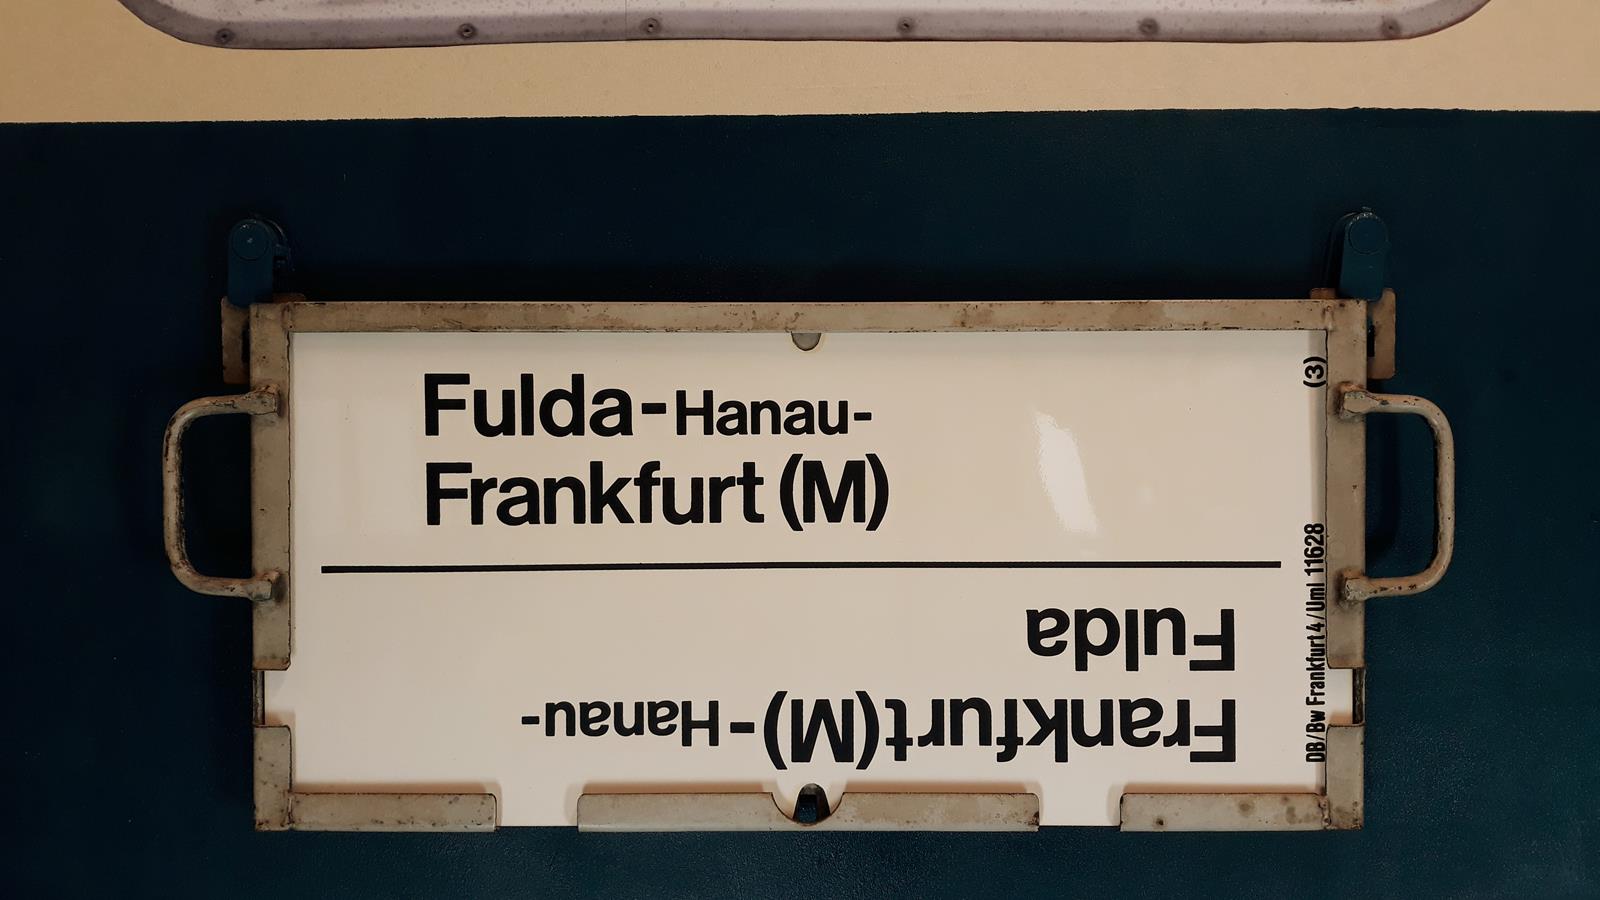 Fulda-Hanau-
Frankfurt (M)
Frankfurt(M)-Hanau-
Fulda
DB/Bw Frankfurt 4/Uml 11628 (3)